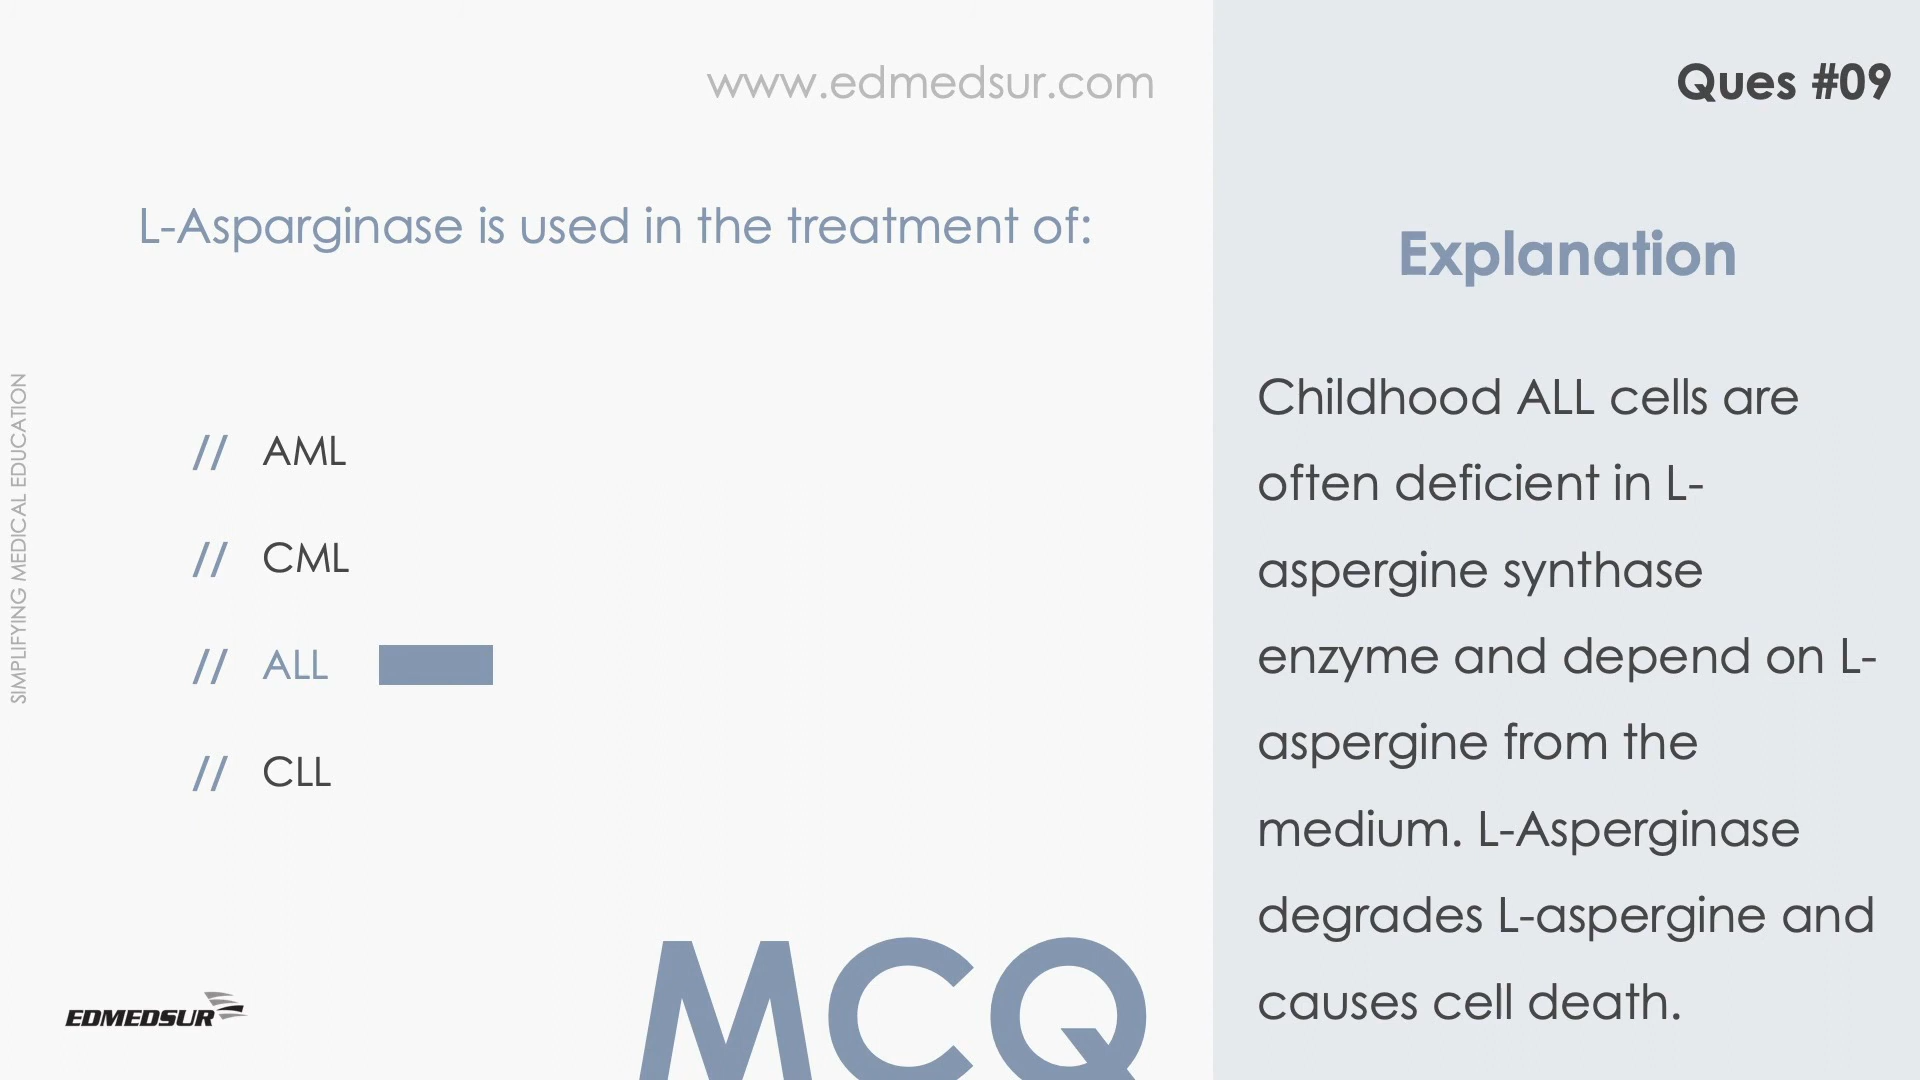 www.edmedsur.com
Ques #09
L-Asparginase is used in the treatment of:
// AML
// CML
// ALL
// CLL
Explanation
Childhood ALL cells are
often deficient in L-
aspergine synthase
enzyme and depend on L-
aspergine from the
medium. L-Asperginase
degrades L-aspergine and
causes cell death.
SIMPLIFYING MEDICAL EDUCATION
EDMEDSUR
MCQ